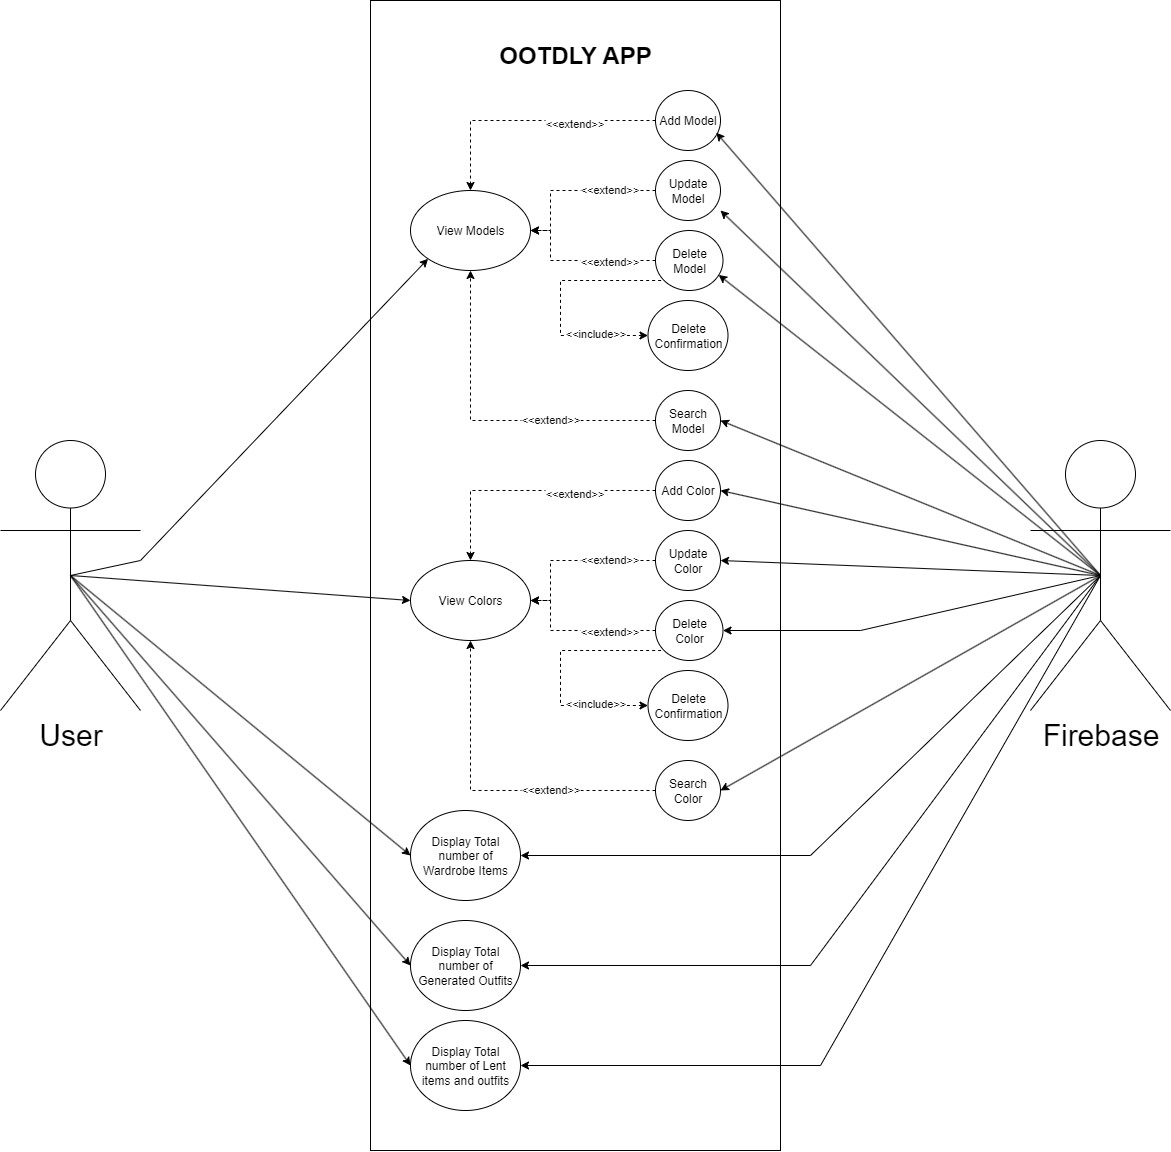 OOTDLY APP
<<extend>>
Add Model
<<extend>>
Update
Model
View Models
<<extend>>
Delete
Model
<<include>>
Delete
Confirmation
<<extend>>
Search
Model
<<extend>>
Add Color
<<extend>>
Update
Color
View Colors
<<extend>>
Delete
Color
<<include>>
Delete
Confirmation
User
Firebase
<<extend>>
Search
Color
Display Total
number of
Wardrobe Items
Display Total
number of
Generated Outfits
Display Total
number of Lent
items and outfits